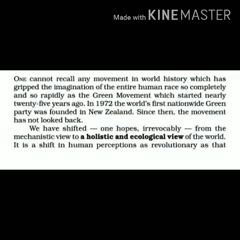 Made with KINEMASTER
ONE cannot recall any movement in world history which has
gripped the imagination of the entire human race so completely
and so rapidly as the Green Movement which started nearly
twenty-five years ago. In 1972 the world's first nationwide Green
party was founded in New Zealand. Since then, the movement
has not looked back.
We have shifted — one hopes, irrevocably — from the
mechanistic view to a holistic and ecological view of the world.
It is a shift in human perceptions as revolutionary as that